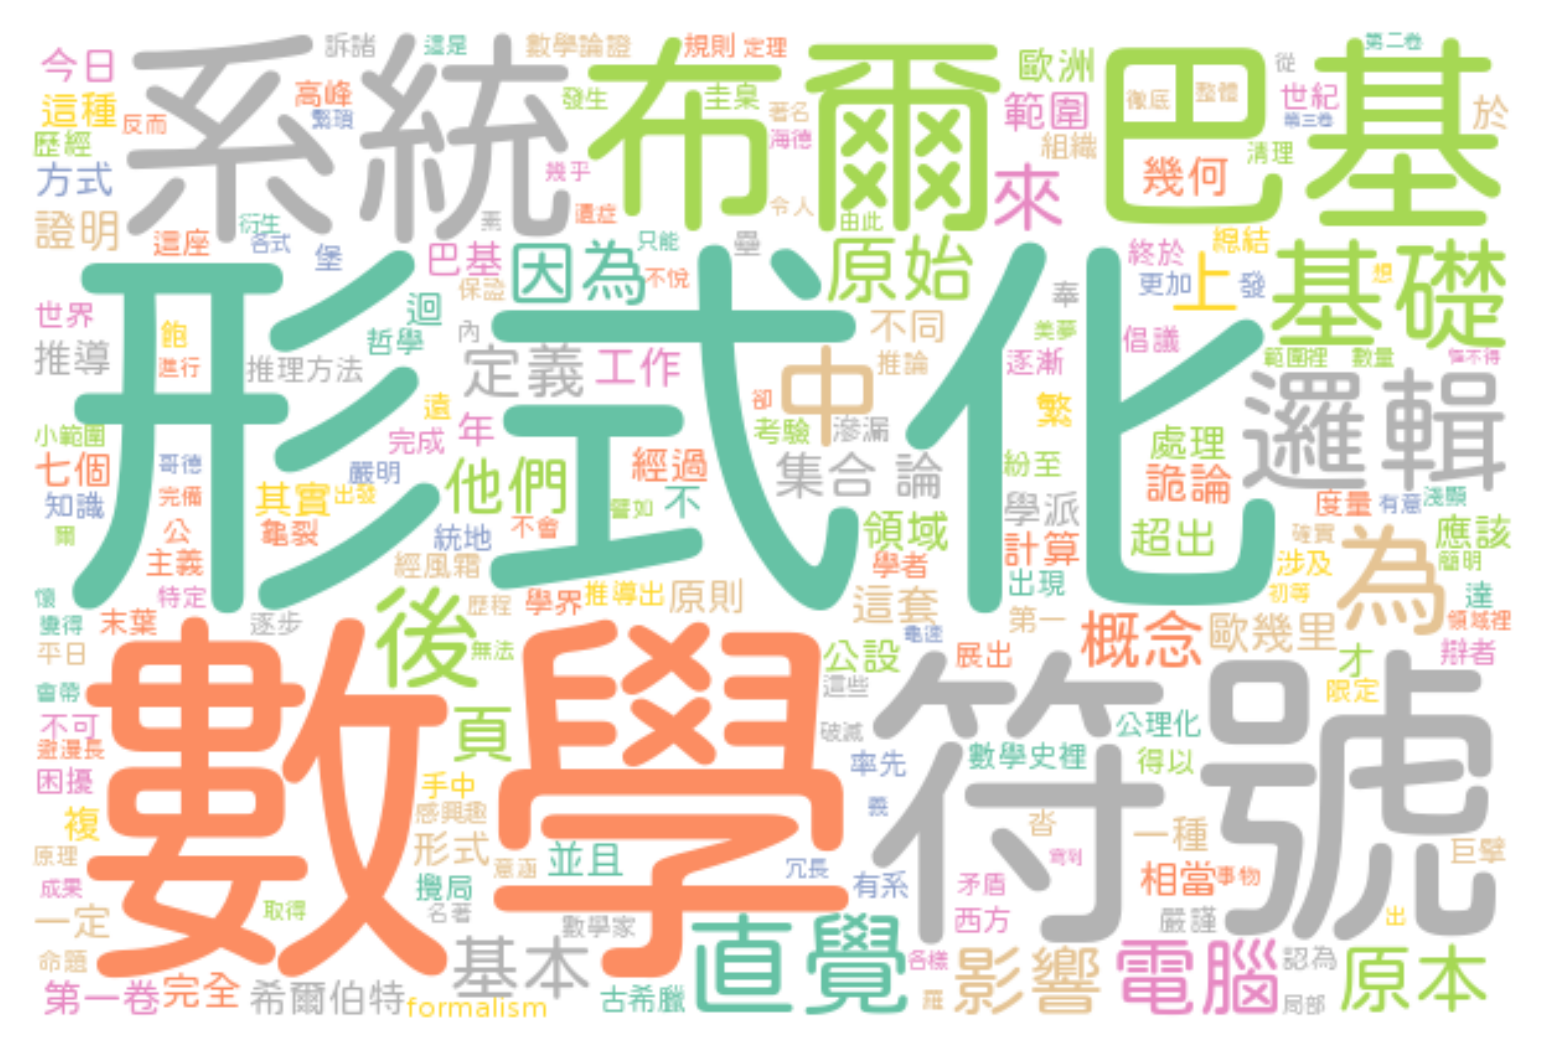 今日
系統
訴諸
這是
數學論證
規則
定理
布爾巴基
歐洲
第二卷
從
這種
高峰
繁瑣
反而
發生
圭臬
著名
海德
範圍
徹底
整體
世紀
第三卷
於
歷經
組織
清理
方式
幾乎
來
幾何
證明
衍生
各式
素
遺症
令人
由此
這座
堡
巴基
因為
只能
壘
原始
終於
總結
基礎
想
不悅
保證
更加
上
發
奉
世界
飽
迴
哲學
內
形式化
不同
美夢
倡議
推導
進行
推理方法
定義
工作
中
推論
逐漸
範圍裡
數量
邏輯
遠
卻
繁
小範圍
完成
年
考驗
滲漏
處理
七個
哥德
嚴明
他們
經過
集合
論
紛至
詭論
知識
完備
其實
出發
譬如
不
學派
度量
有意
淺顯
爾
公
龜裂
統地
不會
領域
計算
超出
確實
應該
主義
經風霜
學者
出現
涉及
簡明
為
懷
特定
歷程
學界
推導出
原則
這套
初等
達
變得
末葉
逐步
後
龜速
第一
概念
歐幾里
領域裡
平日
無法
公設
展出
才
辯者
會帶
數學
這些
符號
限定
不可
頁
破滅
公理化
避漫長
率先
數學史裡
得以
困擾
手中
複
感興趣
義
沓
一種
原理
形式
意涵
並且
冗長
寫到
巨擘
成果
攪局
有系
矛盾
相當
事物
一定
取得
名著
數學家
西方
嚴謹
出
命題
基本
直覺
各樣
影響
電腦
認為
原本
第一卷
完全
希爾伯特
formalism
古希臘
羅
局部